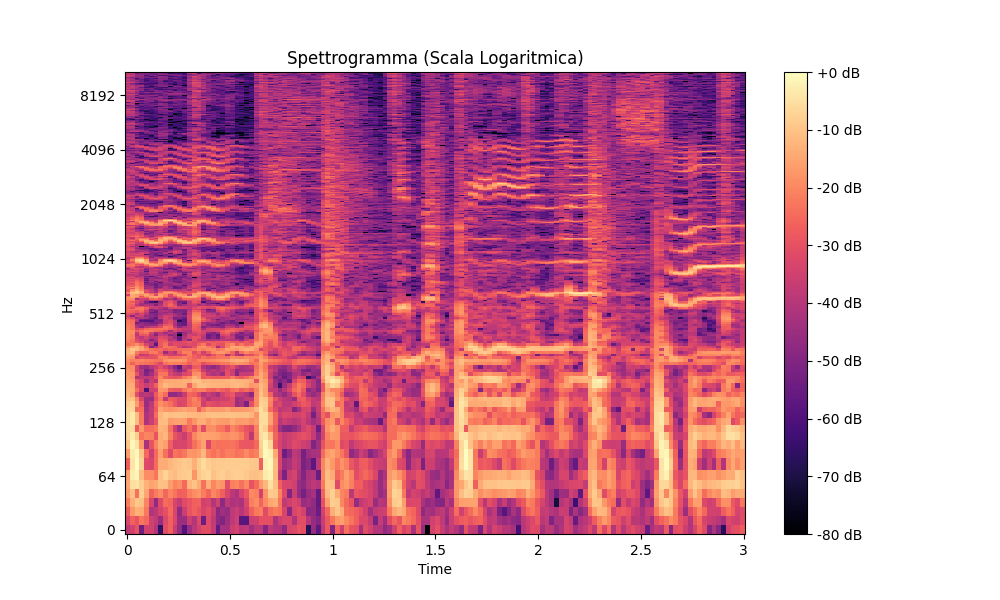 Spettrogramma (Scala Logaritmica)
Hz
8192
4096
2048
1024
512
256
128
64
0
0
0.5
1
1.5
2
2.5
3
Time
+0 dB
-10 dB
-20 dB
-30 dB
-40 dB
-50 dB
-60 dB
-70 dB
-80 dB